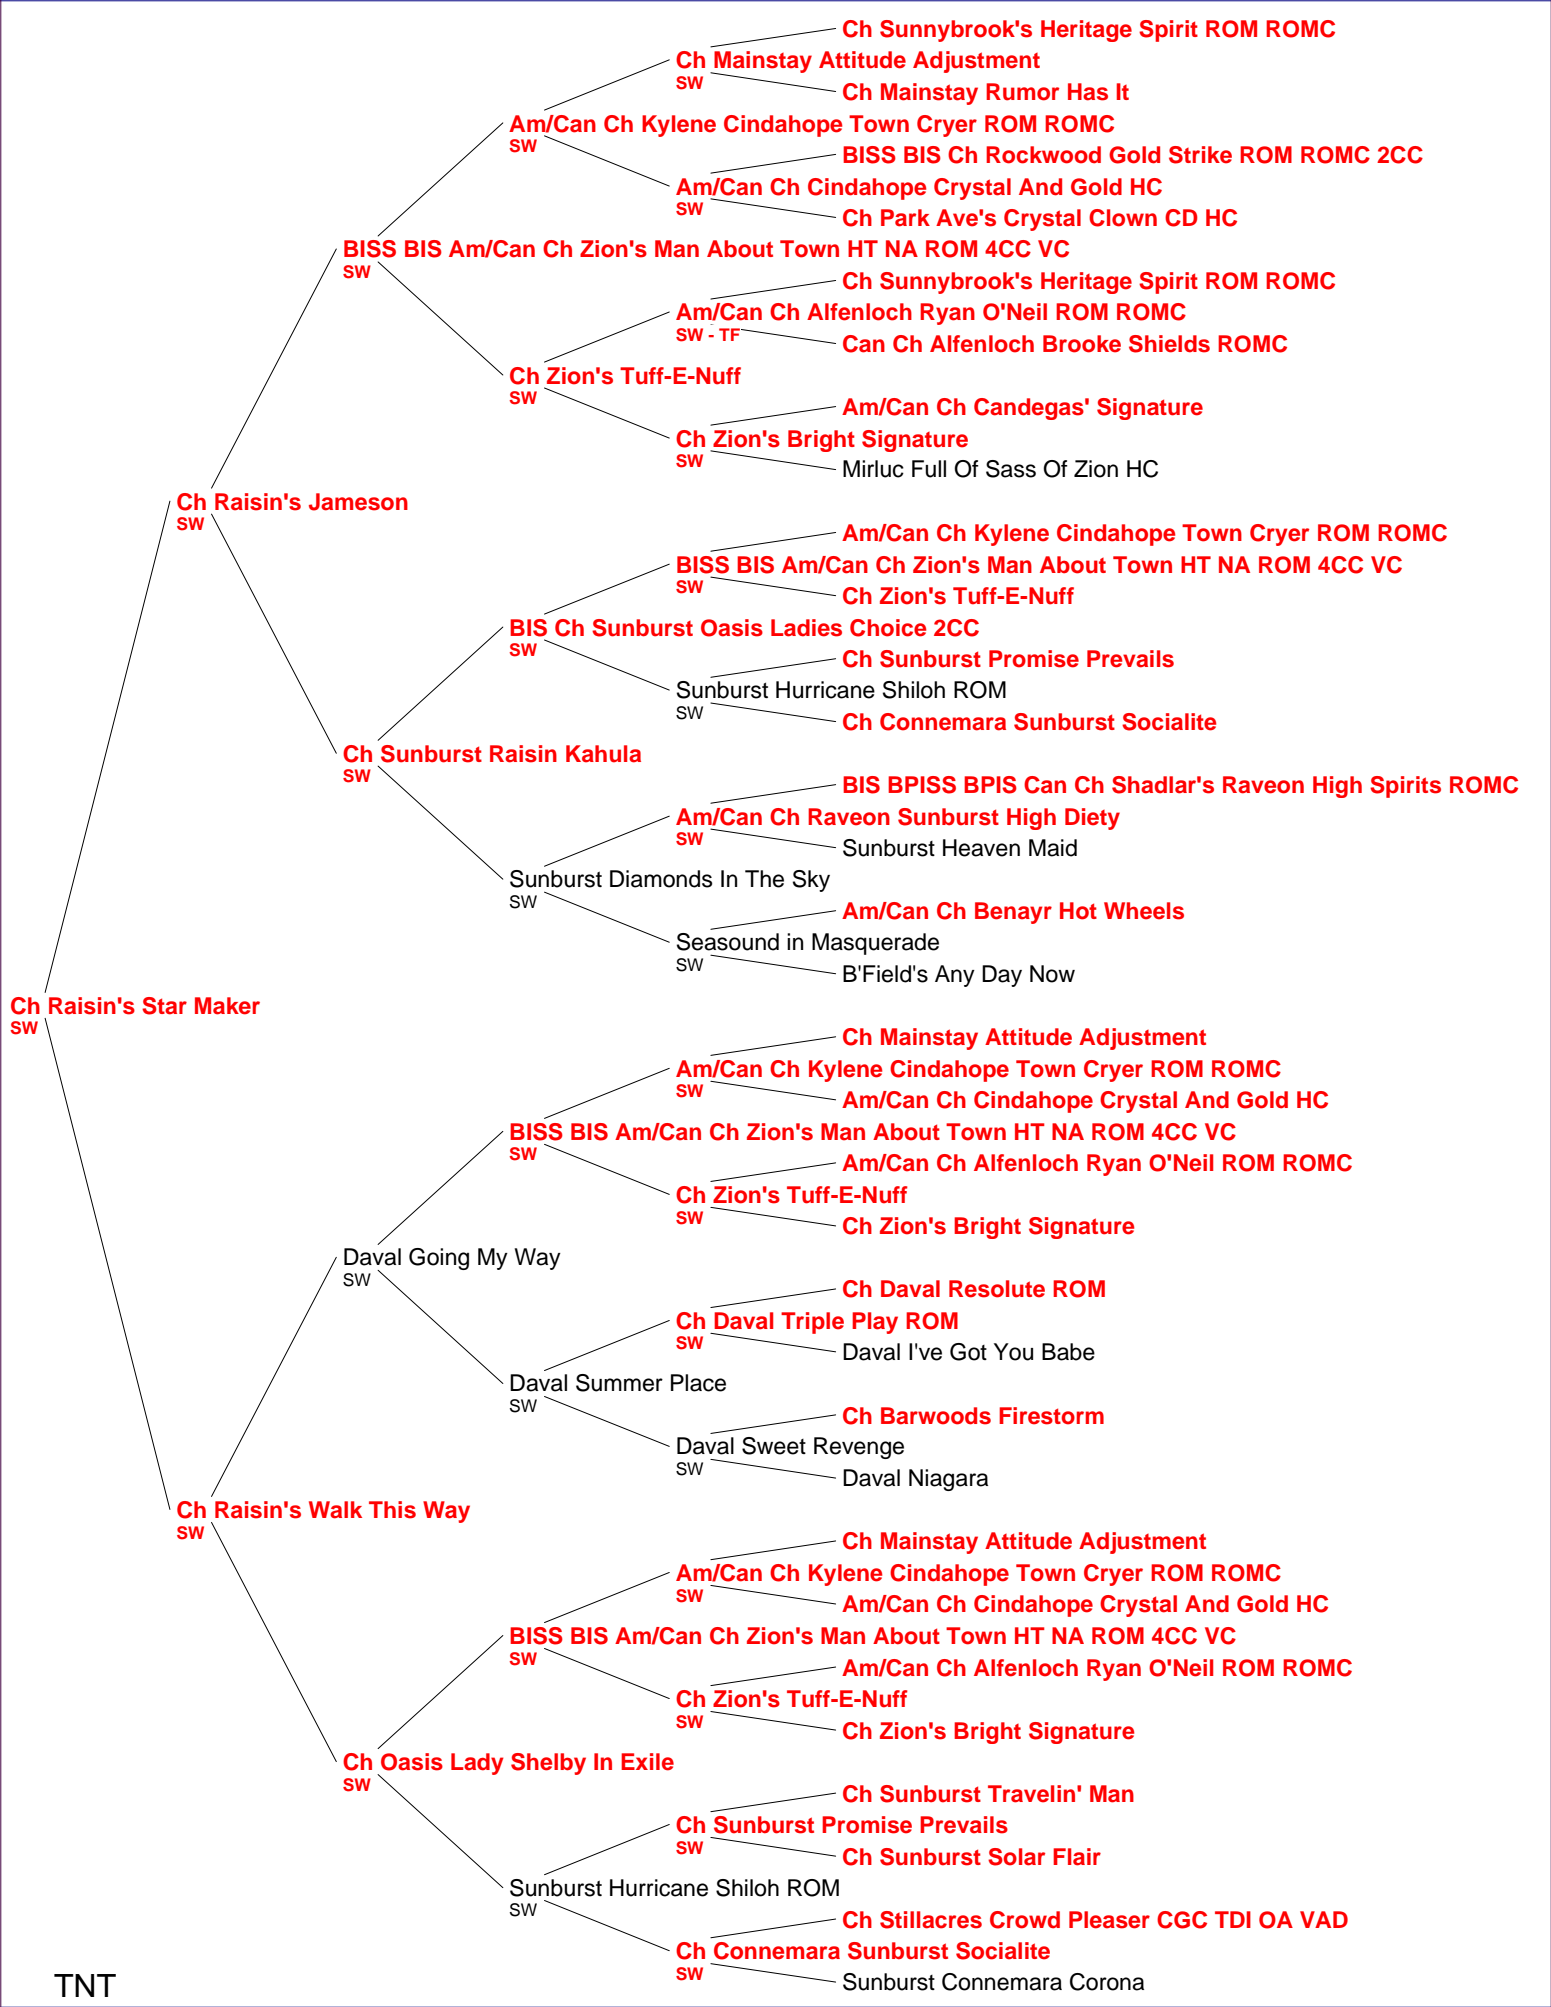 Ch Sunnybrook's Heritage Spirit ROM ROMC
Ch Mainstay Attitude Adjustment
SW
Ch Mainstay Rumor Has It
Am/Can Ch Kylene Cindahope Town Cryer ROM ROMC
SW
BISS BIS Ch Rockwood Gold Strike ROM ROMC 2CC
Am/Can Ch Cindahope Crystal And Gold HC
SW
Ch Park Ave's Crystal Clown CD HC
BISS BIS Am/Can Ch Zion's Man About Town HT NA ROM 4CC VC
SW
Ch Sunnybrook's Heritage Spirit ROM ROMC
Am/Can Ch Alfenloch Ryan O'Neil ROM ROMC
SW - TF
Can Ch Alfenloch Brooke Shields ROMC
Ch Zion's Tuff-E-Nuff
SW
Am/Can Ch Candegas' Signature
Ch Zion's Bright Signature
SW
Mirluc Full Of Sass Of Zion HC
Ch Raisin's Jameson
SW
Am/Can Ch Kylene Cindahope Town Cryer ROM ROMC
BISS BIS Am/Can Ch Zion's Man About Town HT NA ROM 4CC VC
SW
Ch Zion's Tuff-E-Nuff
BIS Ch Sunburst Oasis Ladies Choice 2CC
SW
Ch Sunburst Promise Prevails
Sunburst Hurricane Shiloh ROM
SW
Ch Connemara Sunburst Socialite
Ch Sunburst Raisin Kahula
SW
BIS BPISS BPIS Can Ch Shadlar's Raveon High Spirits ROMC
Am/Can Ch Raveon Sunburst High Diety
SW
Sunburst Heaven Maid
Sunburst Diamonds In The Sky
SW
Am/Can Ch Benayr Hot Wheels
Seasound in Masquerade
SW
B'Field's Any Day Now
Ch Raisin's Star Maker
SW
Ch Mainstay Attitude Adjustment
Am/Can Ch Kylene Cindahope Town Cryer ROM ROMC
SW
Am/Can Ch Cindahope Crystal And Gold HC
BISS BIS Am/Can Ch Zion's Man About Town HT NA ROM 4CC VC
SW
Am/Can Ch Alfenloch Ryan O'Neil ROM ROMC
Ch Zion's Tuff-E-Nuff
SW
Ch Zion's Bright Signature
Daval Going My Way
SW
Ch Daval Resolute ROM
Ch Daval Triple Play ROM
SW
Daval I've Got You Babe
Daval Summer Place
SW
Ch Barwoods Firestorm
Daval Sweet Revenge
SW
Daval Niagara
Ch Raisin's Walk This Way
SW
Ch Mainstay Attitude Adjustment
Am/Can Ch Kylene Cindahope Town Cryer ROM ROMC
SW
Am/Can Ch Cindahope Crystal And Gold HC
BISS BIS Am/Can Ch Zion's Man About Town HT NA ROM 4CC VC
SW
Am/Can Ch Alfenloch Ryan O'Neil ROM ROMC
Ch Zion's Tuff-E-Nuff
SW
Ch Zion's Bright Signature
Ch Oasis Lady Shelby In Exile
SW
Ch Sunburst Travelin' Man
Ch Sunburst Promise Prevails
SW
Ch Sunburst Solar Flair
Sunburst Hurricane Shiloh ROM
SW
Ch Stillacres Crowd Pleaser CGC TDI OA VAD
Ch Connemara Sunburst Socialite
SW
Sunburst Connemara Corona
TNT